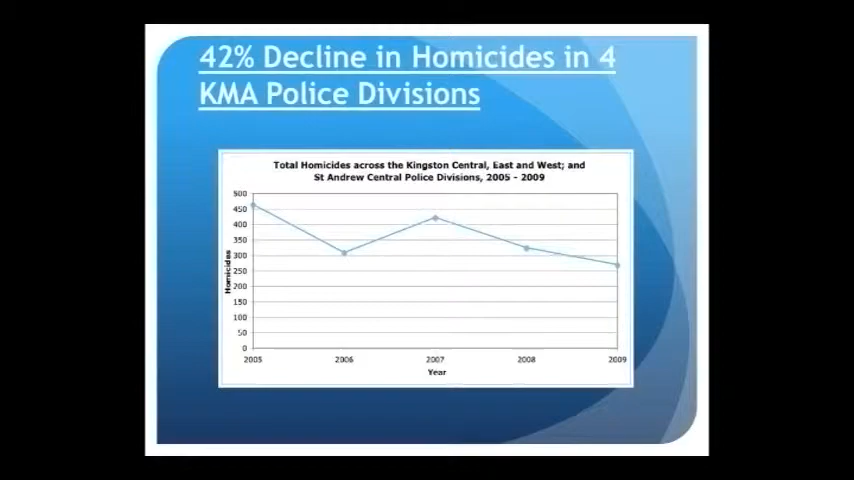 42% Decline in Homicides in 4
KMA Police Divisions
Total Homicides across the Kingston Central, East and West; and
St Andrew Central Police Divisions, 2005 - 2009
500
450
400
350
300
250
200
150
100
50
0
Homicides
2005 2006 2007 2008 2009
Year